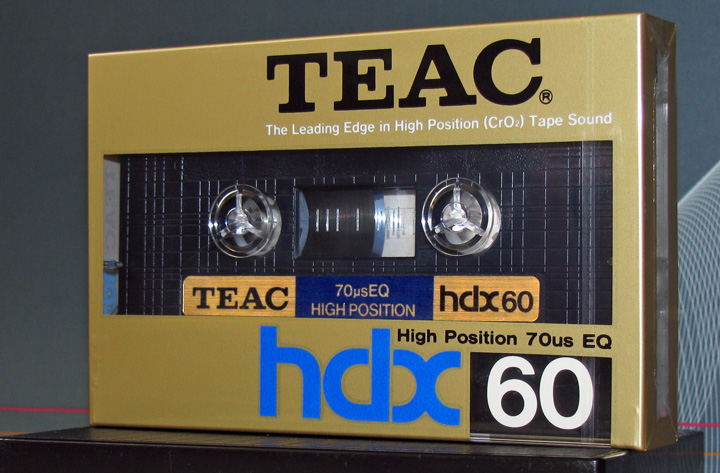 TEAC®
The Leading Edge in High Position (CrO₂) Tape Sound
TEAC
70µsEQ
HIGH POSITION
hdx60
High Position 70us EQ
hdx
60